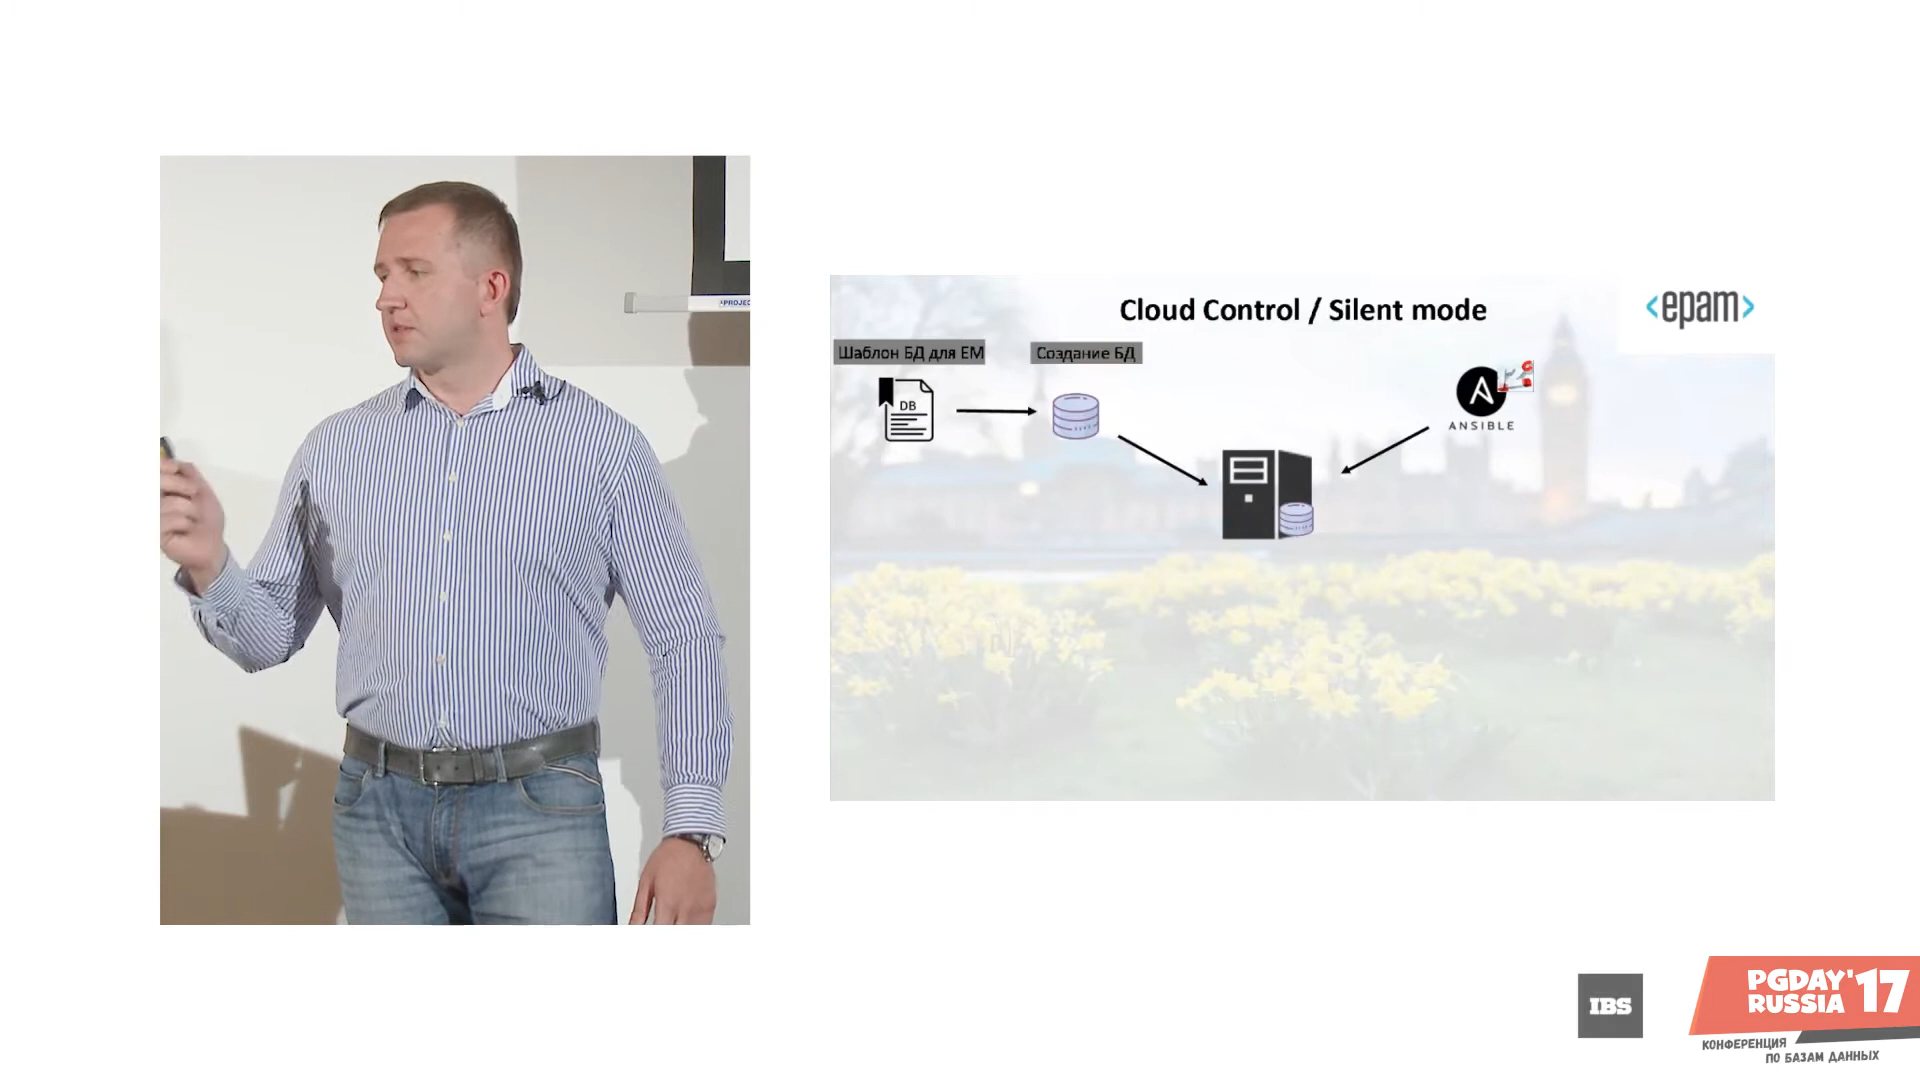 Cloud Control / Silent mode
<epam>
Шаблон БД для EM
Создание БД
DB
ANSIBLE
IBS
PGDAY'17
RUSSIA
КОНФЕРЕНЦИЯ
ПО БАЗАМ ДАННЫХ